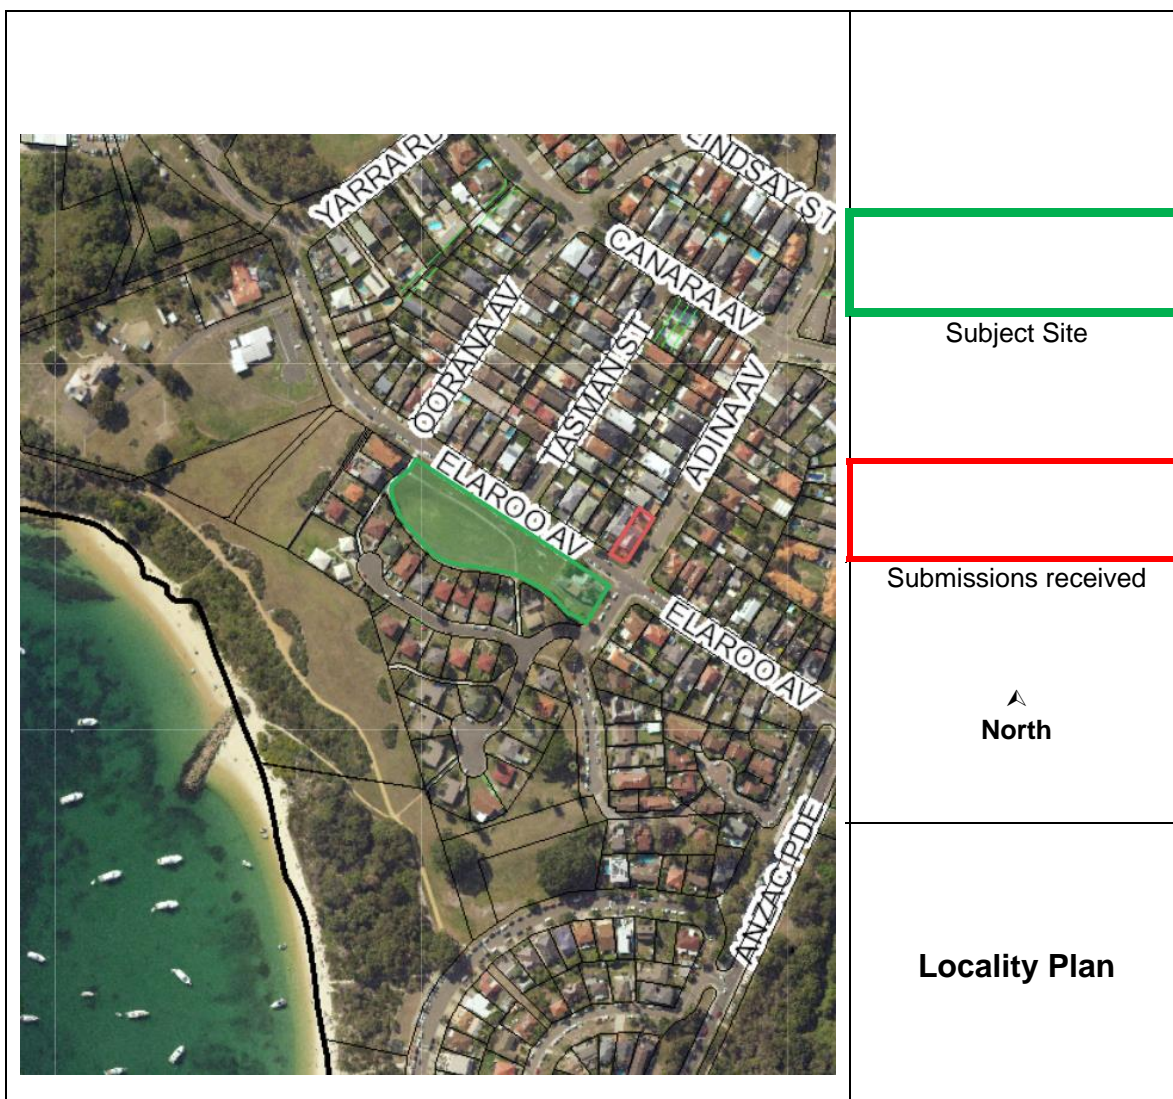 YARRA RD
LINDSAY ST
CANARA AV
OORANA AV
TASMAN ST
ADINA AV
ELAROO AV
ELAROO AV
ANZAC PDE
Subject Site
Submissions received
North
Locality Plan